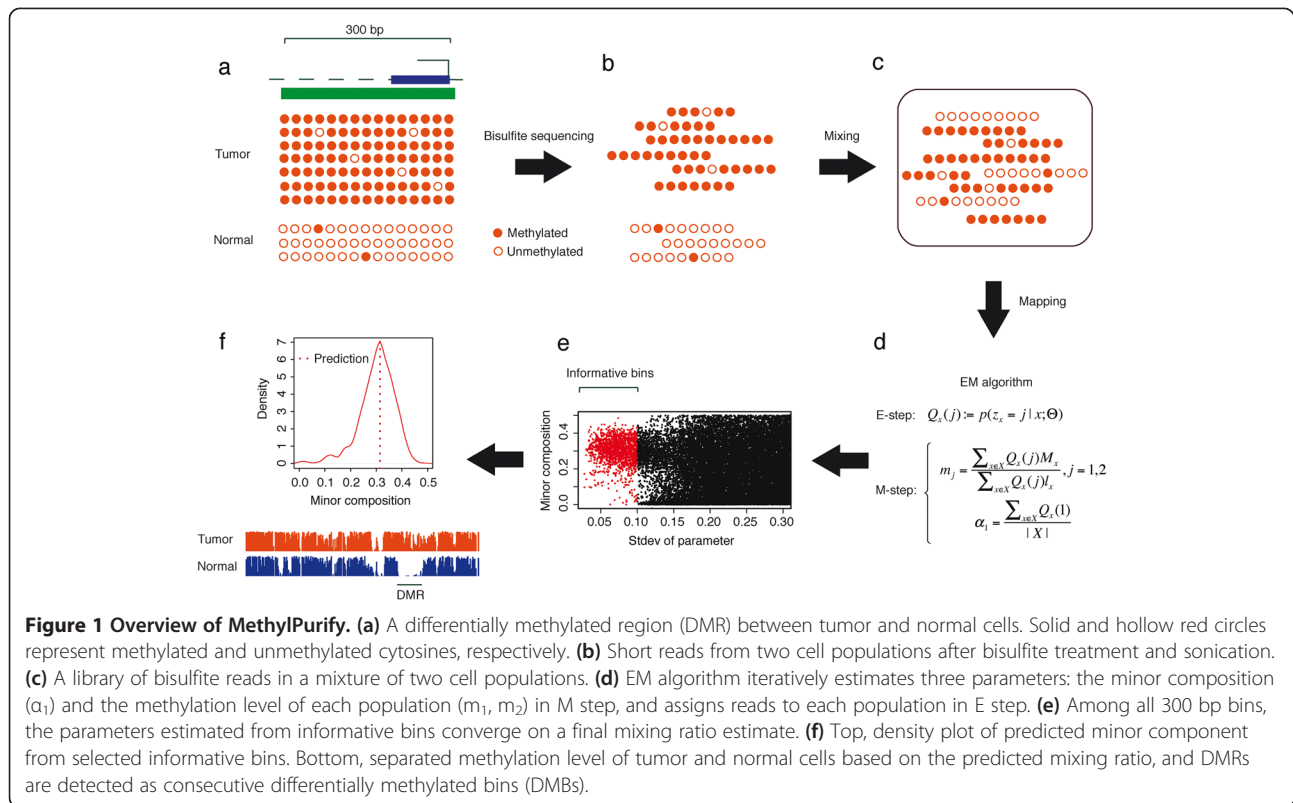 300 bp
a
b
c
Tumor
Bisulfite sequencing
Mixing
Normal
Methylated
Unmethylated
Mapping
f
e
d
Density
0 1 2 3 4 5 6 7
Prediction
0.0 0.1 0.2 0.3 0.4 0.5
Minor composition
Informative bins
Minor composition
0.0 0.2 0.4
0.05 0.10 0.15 0.20 0.25 0.30
Stdev of parameter
EM algorithm
E-step: Q_x(j) := p(z_x = j | x;Θ)
M-step: { m_j = ∑_{x∈X} Q_x(j)M_x / ∑_{x∈X} Q_x(j)l_x , j = 1,2
α_1 = ∑_{x∈X} Q_x(1) / |X|
Tumor
Normal
DMR
Figure 1 Overview of MethylPurify. (a) A differentially methylated region (DMR) between tumor and normal cells. Solid and hollow red circles
represent methylated and unmethylated cytosines, respectively. (b) Short reads from two cell populations after bisulfite treatment and sonication.
(c) A library of bisulfite reads in a mixture of two cell populations. (d) EM algorithm iteratively estimates three parameters: the minor composition
(α1) and the methylation level of each population (m1, m2) in M step, and assigns reads to each population in E step. (e) Among all 300 bp bins,
the parameters estimated from informative bins converge on a final mixing ratio estimate. (f) Top, density plot of predicted minor component
from selected informative bins. Bottom, separated methylation level of tumor and normal cells based on the predicted mixing ratio, and DMRs
are detected as consecutive differentially methylated bins (DMBs).